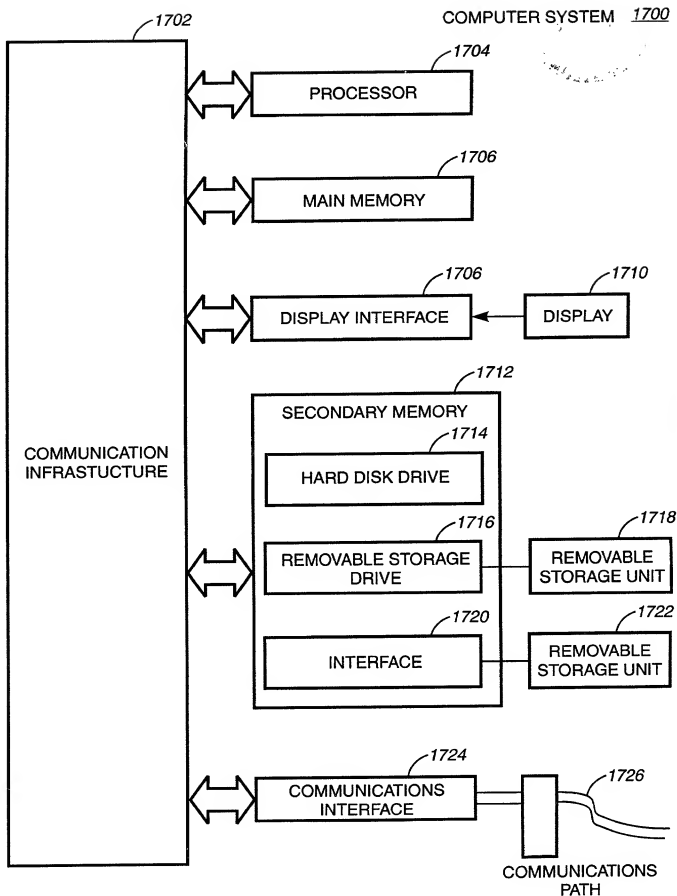 COMPUTER SYSTEM 1700
1702
1704
PROCESSOR
1706
MAIN MEMORY
1706
DISPLAY INTERFACE
1710
DISPLAY
1712
SECONDARY MEMORY
1714
HARD DISK DRIVE
COMMUNICATION
INFRASTUCTURE
1716
REMOVABLE STORAGE
DRIVE
1718
REMOVABLE
STORAGE UNIT
1720
INTERFACE
1722
REMOVABLE
STORAGE UNIT
1724
COMMUNICATIONS
INTERFACE
1726
COMMUNICATIONS
PATH